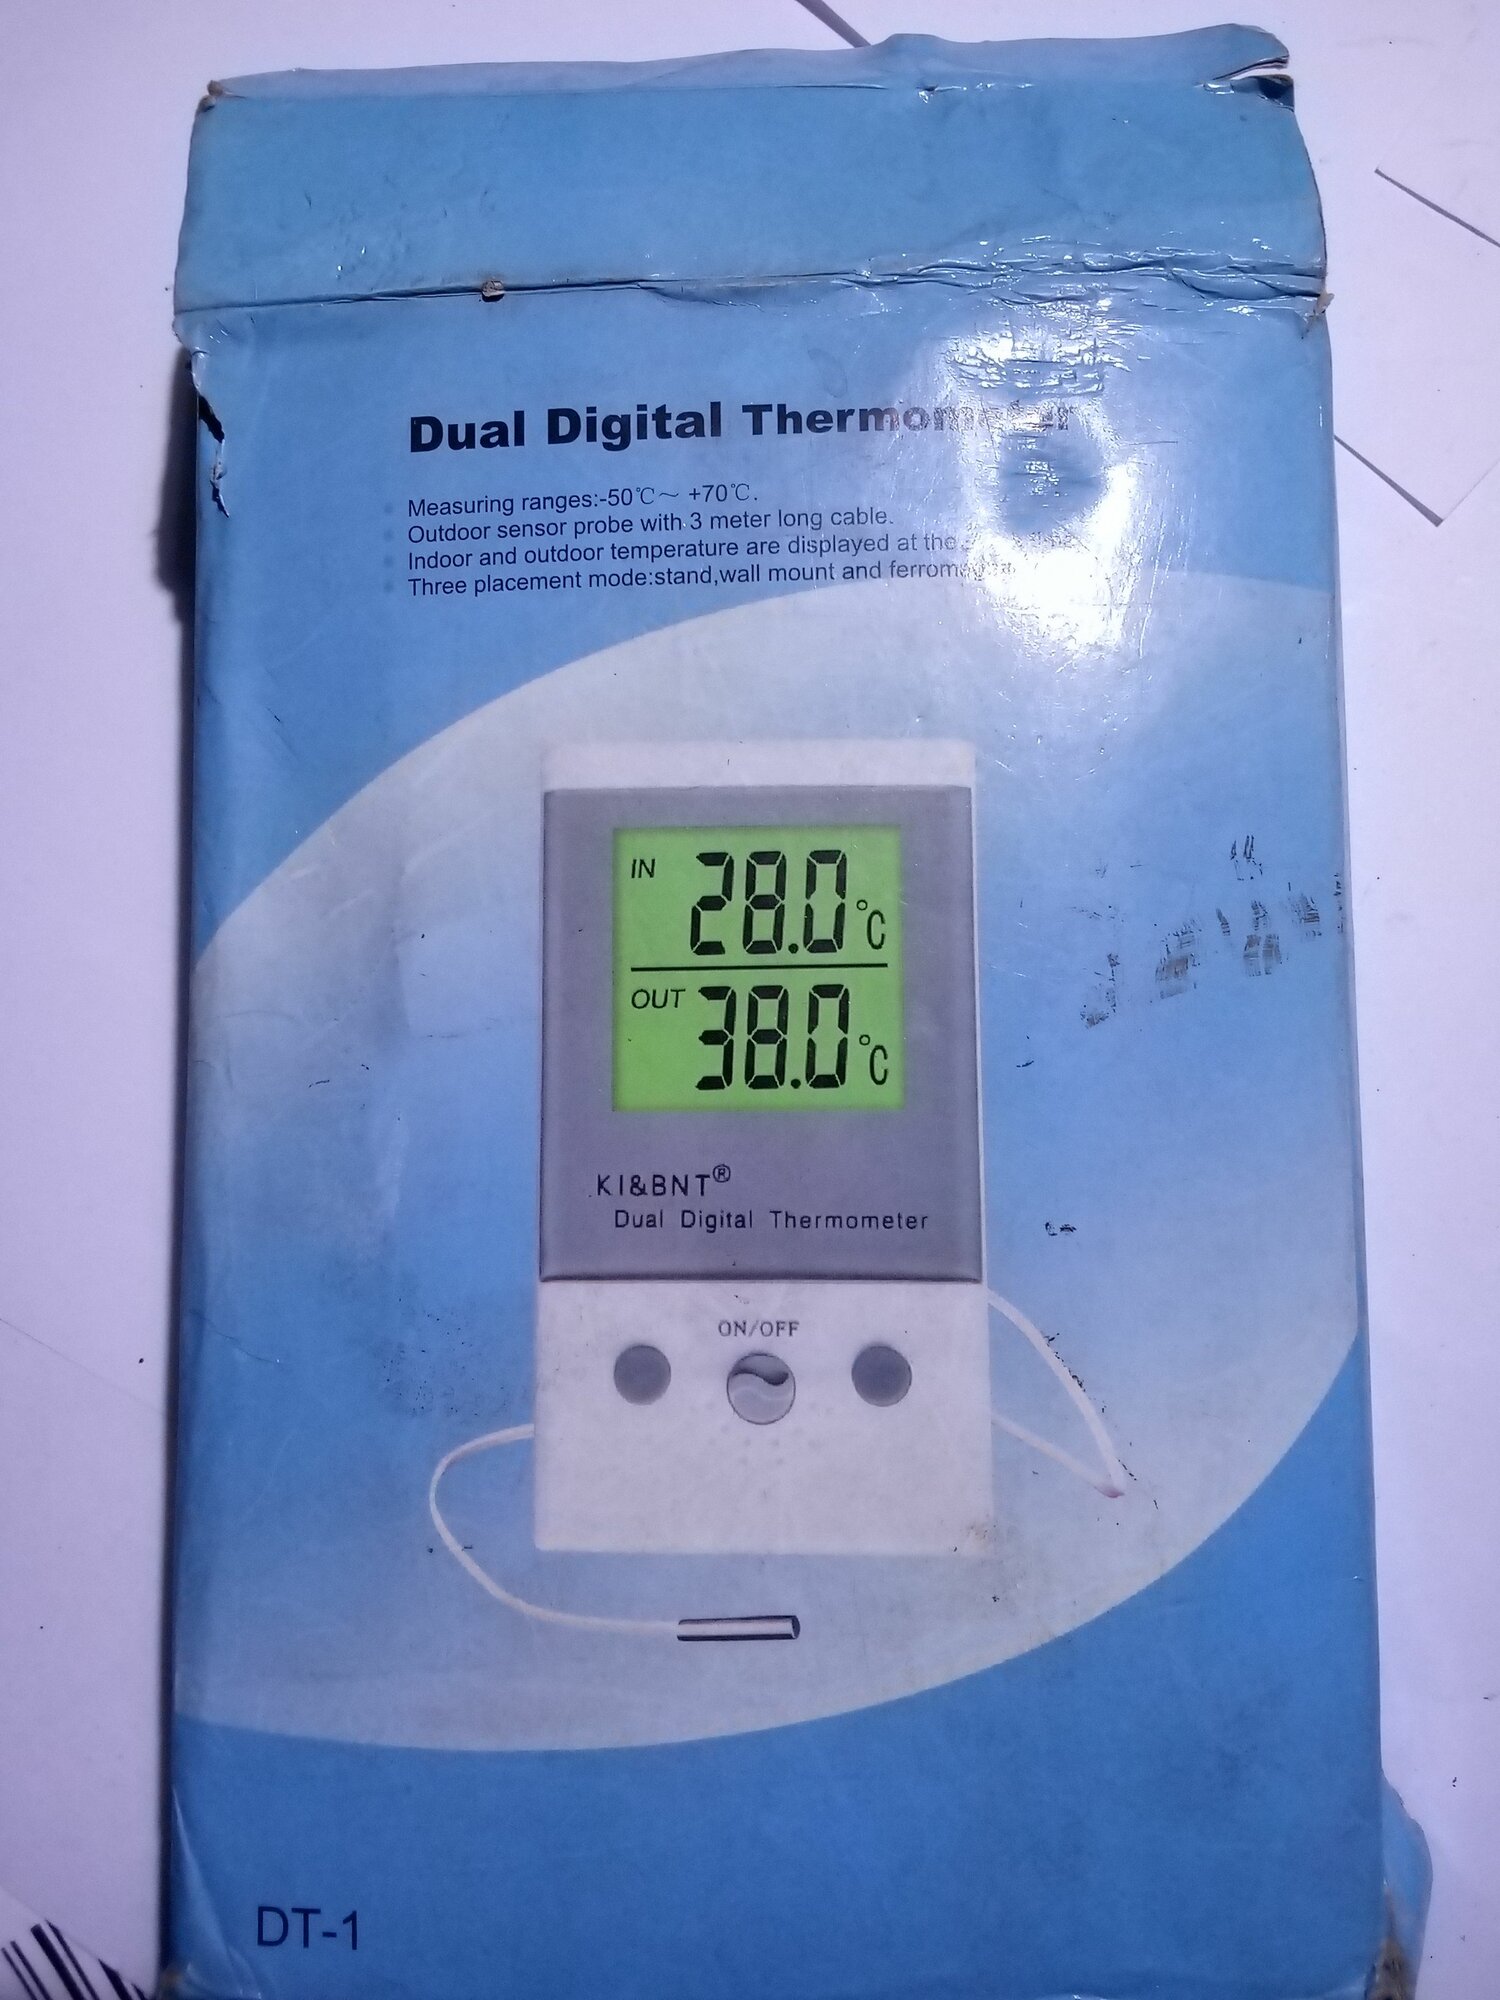 Dual Digital Thermometer
Measuring ranges:-50℃~ +70℃.
Outdoor sensor probe with 3 meter long cable.
Indoor and outdoor temperature are displayed at the
Three placement mode:stand,wall mount and
IN 28.0℃
OUT 38.0℃
KI&BNT®
Dual Digital Thermometer
ON/OFF
DT-1